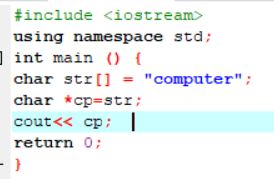 #include <iostream>
using namespace std;
int main () {
char str[] = "computer";
char *cp=str;
cout<< cp;
return 0;
}